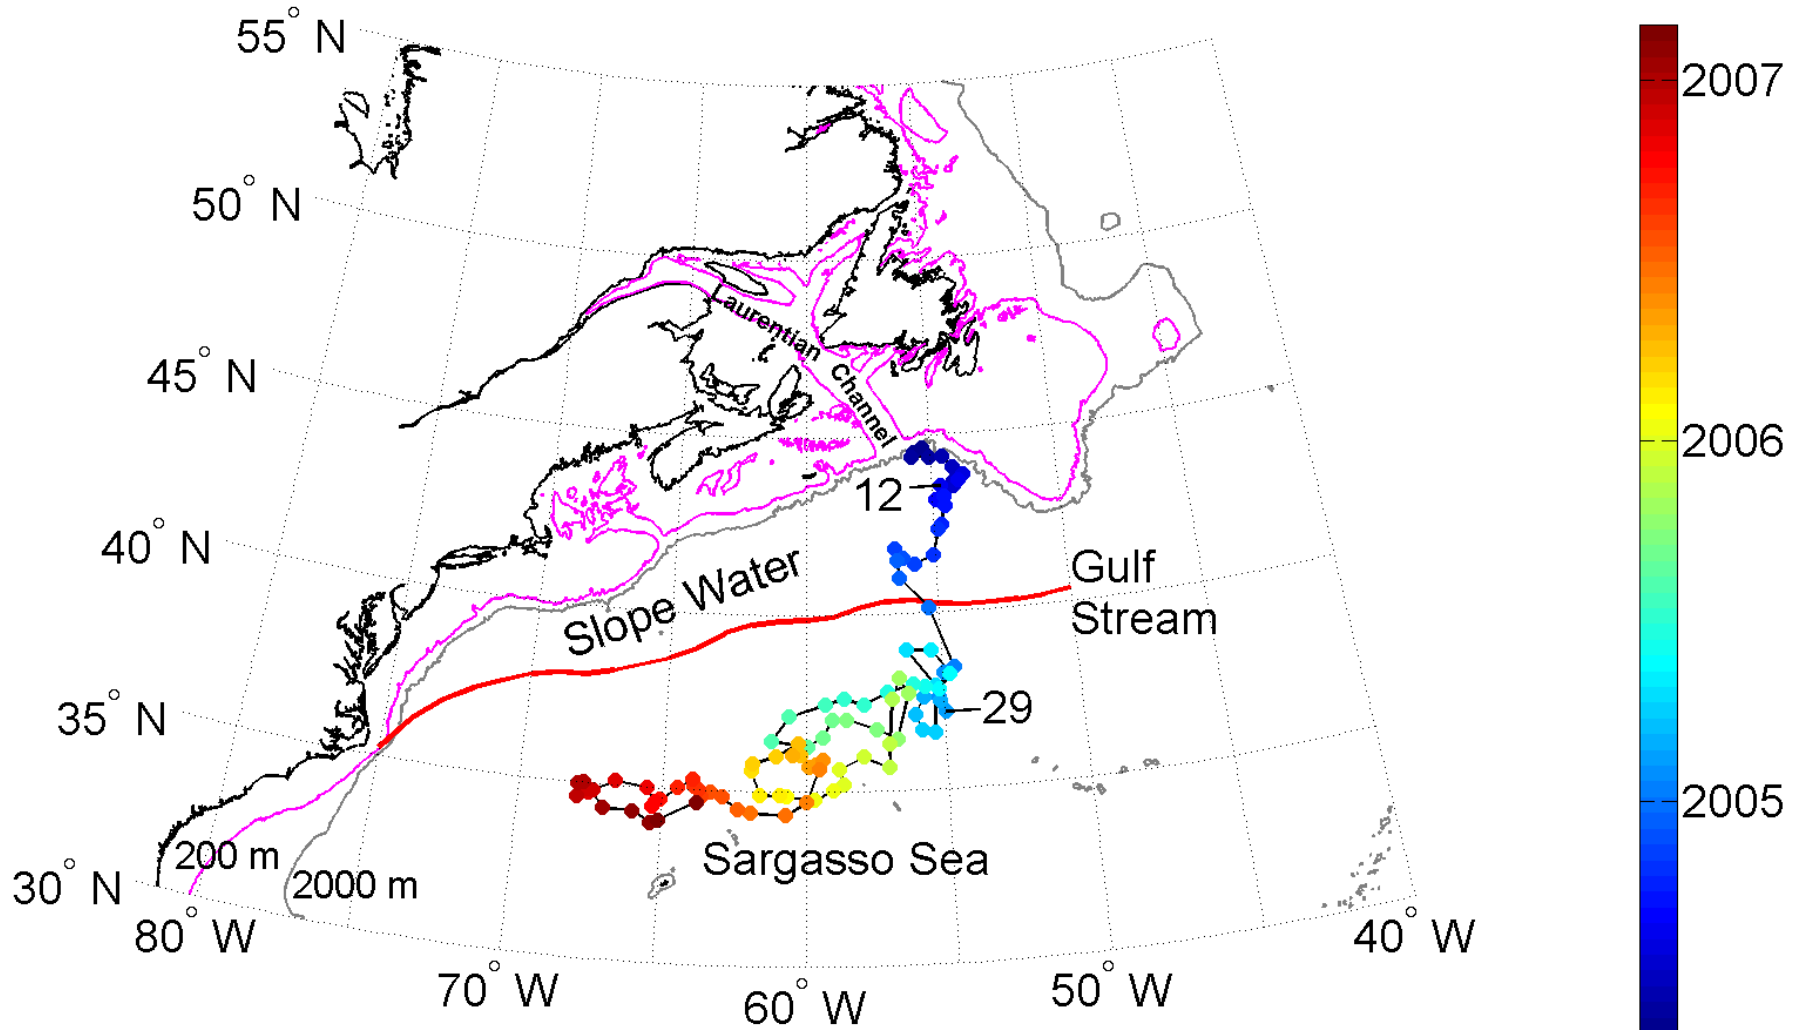 55° N
2007
50° N
Laurentian
45° N
Channel
2006
12
40° N
Gulf
Slope Water
Stream
35° N
29
2005
200 m
Sargasso Sea
30° N
2000 m
80° W
40° W
70° W
50° W
60° W